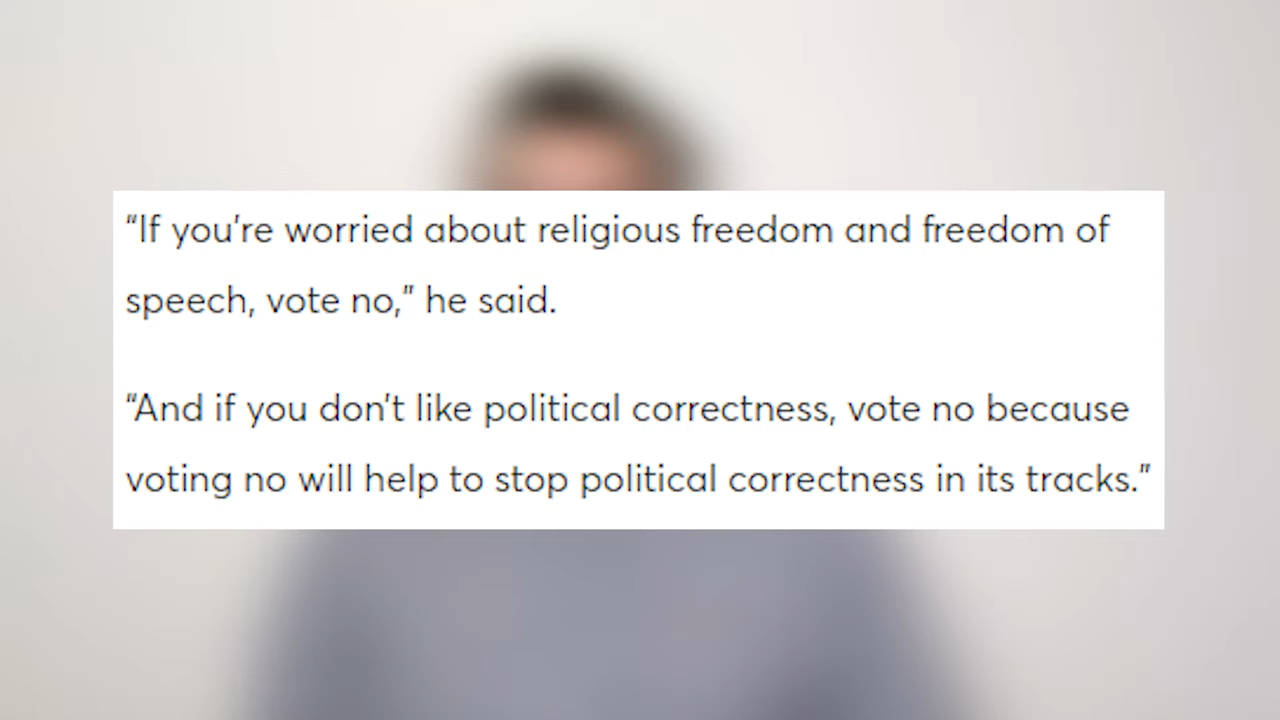 “If you’re worried about religious freedom and freedom of
speech, vote no,” he said.
“And if you don’t like political correctness, vote no because
voting no will help to stop political correctness in its tracks.”